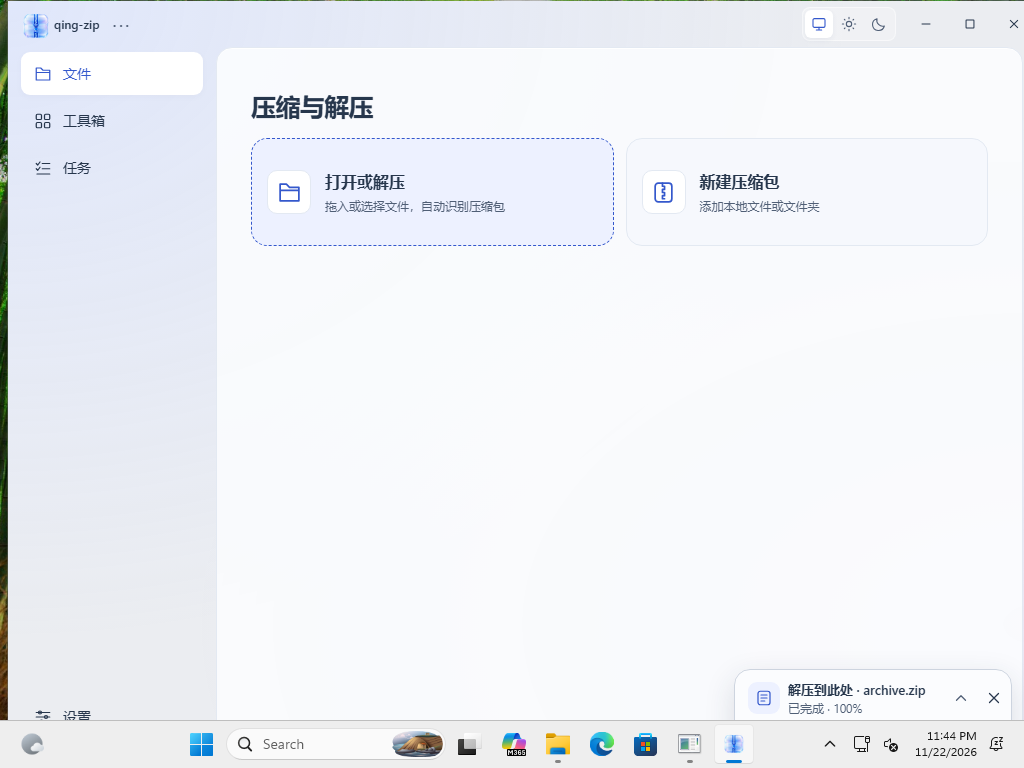 qing-zip
文件
工具箱
任务
设置
压缩与解压
打开或解压
拖入或选择文件，自动识别压缩包
新建压缩包
添加本地文件或文件夹
解压到此处 · archive.zip
已完成 · 100%
Search
M365
11:44 PM
11/22/2026